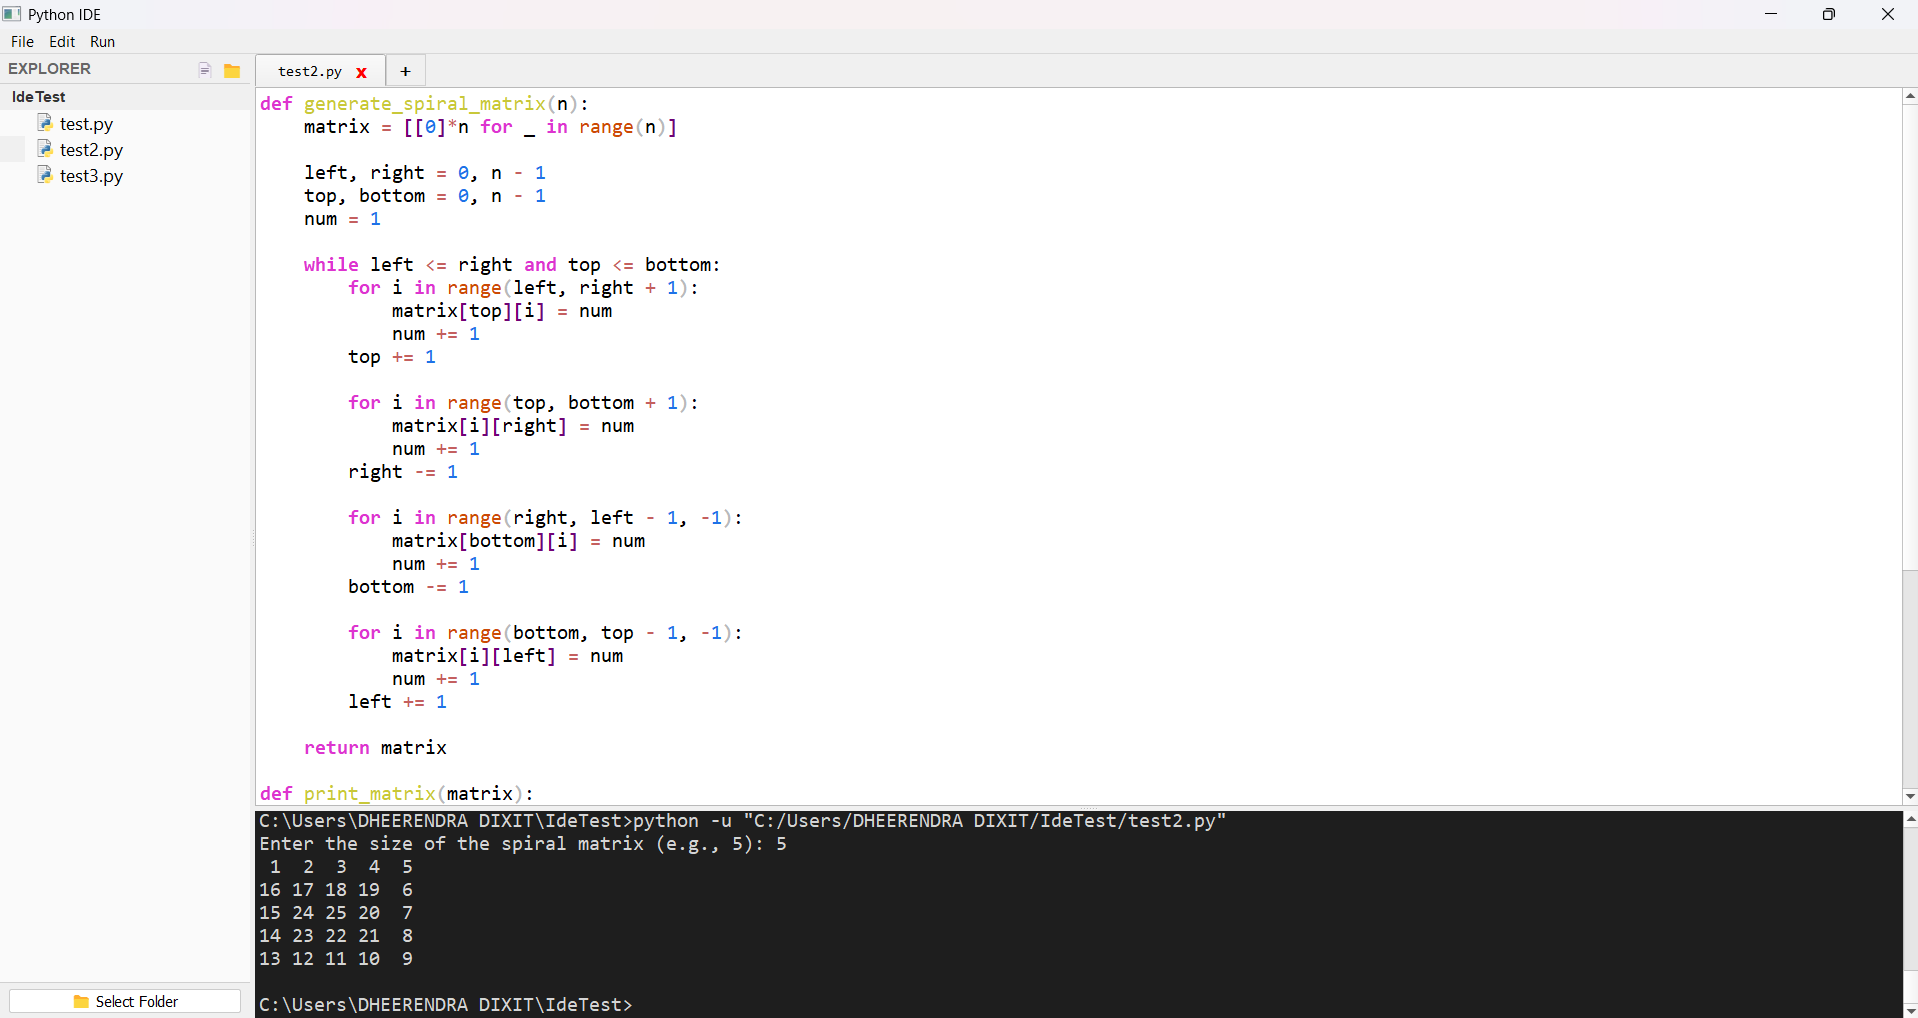 Python IDE
File Edit Run
EXPLORER
IdeTest
test.py
test2.py
test3.py
Select Folder
test2.py x +
def generate_spiral_matrix(n):
    matrix = [[0]*n for _ in range(n)]

    left, right = 0, n - 1
    top, bottom = 0, n - 1
    num = 1

    while left <= right and top <= bottom:
        for i in range(left, right + 1):
            matrix[top][i] = num
            num += 1
        top += 1

        for i in range(top, bottom + 1):
            matrix[i][right] = num
            num += 1
        right -= 1

        for i in range(right, left - 1, -1):
            matrix[bottom][i] = num
            num += 1
        bottom -= 1

        for i in range(bottom, top - 1, -1):
            matrix[i][left] = num
            num += 1
        left += 1

    return matrix

def print_matrix(matrix):
C:\Users\DHEERENDRA DIXIT\IdeTest>python -u "C:/Users/DHEERENDRA DIXIT/IdeTest/test2.py"
Enter the size of the spiral matrix (e.g., 5): 5
 1  2  3  4  5
16 17 18 19  6
15 24 25 20  7
14 23 22 21  8
13 12 11 10  9

C:\Users\DHEERENDRA DIXIT\IdeTest>